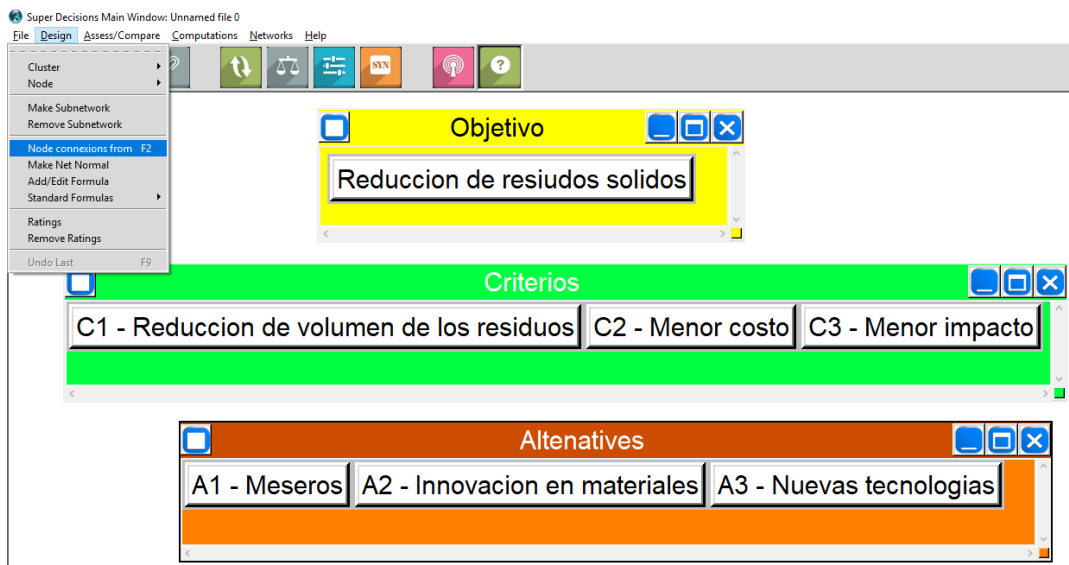 Super Decisions Main Window: Unnamed file 0
File Design Assess/Compare Computations Networks Help
Cluster
Node
Make Subnetwork
Remove Subnetwork
Node connexions from F2
Make Net Normal
Add/Edit Formula
Standard Formulas
Ratings
Remove Ratings
Undo Last F9
SYN
?
Objetivo
Reduccion de resiudos solidos
Criterios
C1 - Reduccion de volumen de los residuos C2 - Menor costo C3 - Menor impacto
Altenatives
A1 - Meseros A2 - Innovacion en materiales A3 - Nuevas tecnologias